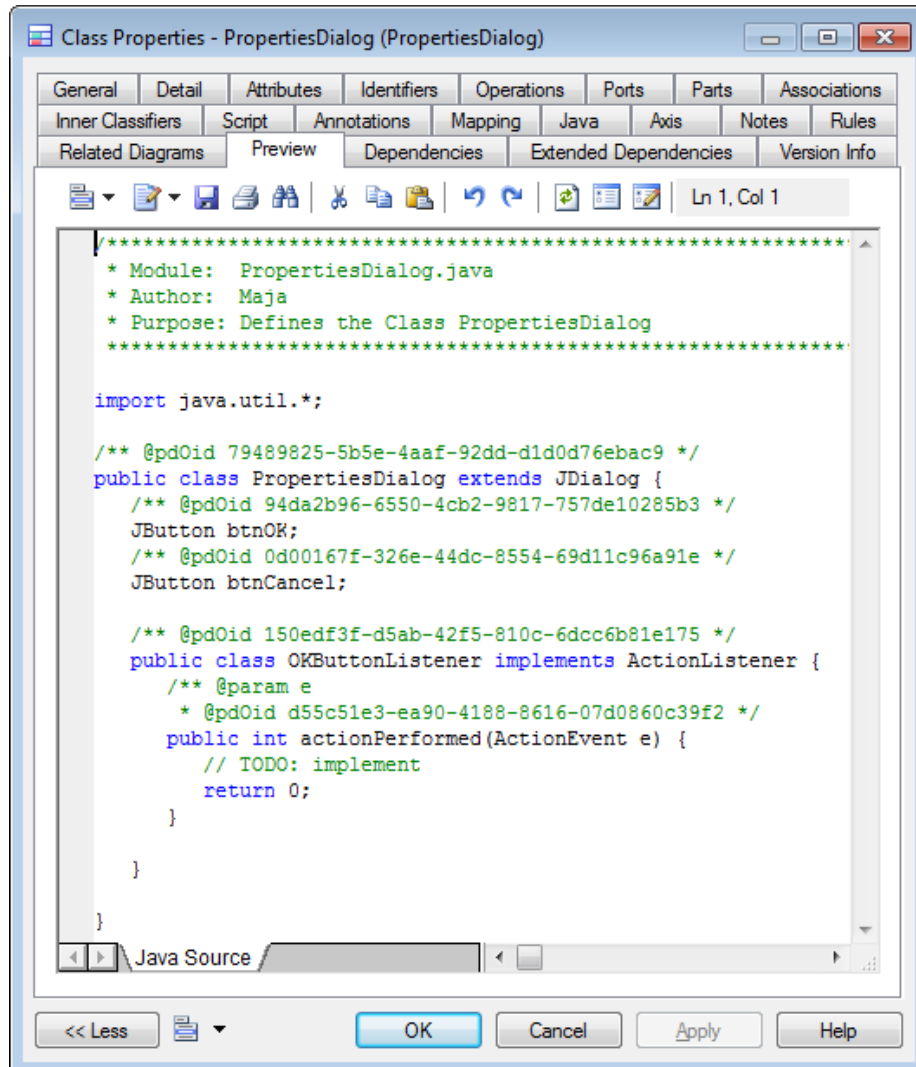 Class Properties - PropertiesDialog (PropertiesDialog)
General Detail Attributes Identifiers Operations Ports Parts Associations
Inner Classifiers Script Annotations Mapping Java Axis Notes Rules
Related Diagrams Preview Dependencies Extended Dependencies Version Info
Ln 1, Col 1
/*************************************************************
 * Module:  PropertiesDialog.java
 * Author:  Maja
 * Purpose: Defines the Class PropertiesDialog
 *************************************************************
import java.util.*;
/** @pdOid 79489825-5b5e-4aaf-92dd-d1d0d76ebac9 */
public class PropertiesDialog extends JDialog {
   /** @pdOid 94da2b96-6550-4cb2-9817-757de10285b3 */
   JButton btnOK;
   /** @pdOid 0d00167f-326e-44dc-8554-69d11c96a91e */
   JButton btnCancel;
   /** @pdOid 150edf3f-d5ab-42f5-810c-6dcc6b81e175 */
   public class OKButtonListener implements ActionListener {
      /** @param e
       * @pdOid d55c51e3-ea90-4188-8616-07d0860c39f2 */
      public int actionPerformed(ActionEvent e) {
         // TODO: implement
         return 0;
      }
   }
}
Java Source
<< Less OK Cancel Apply Help